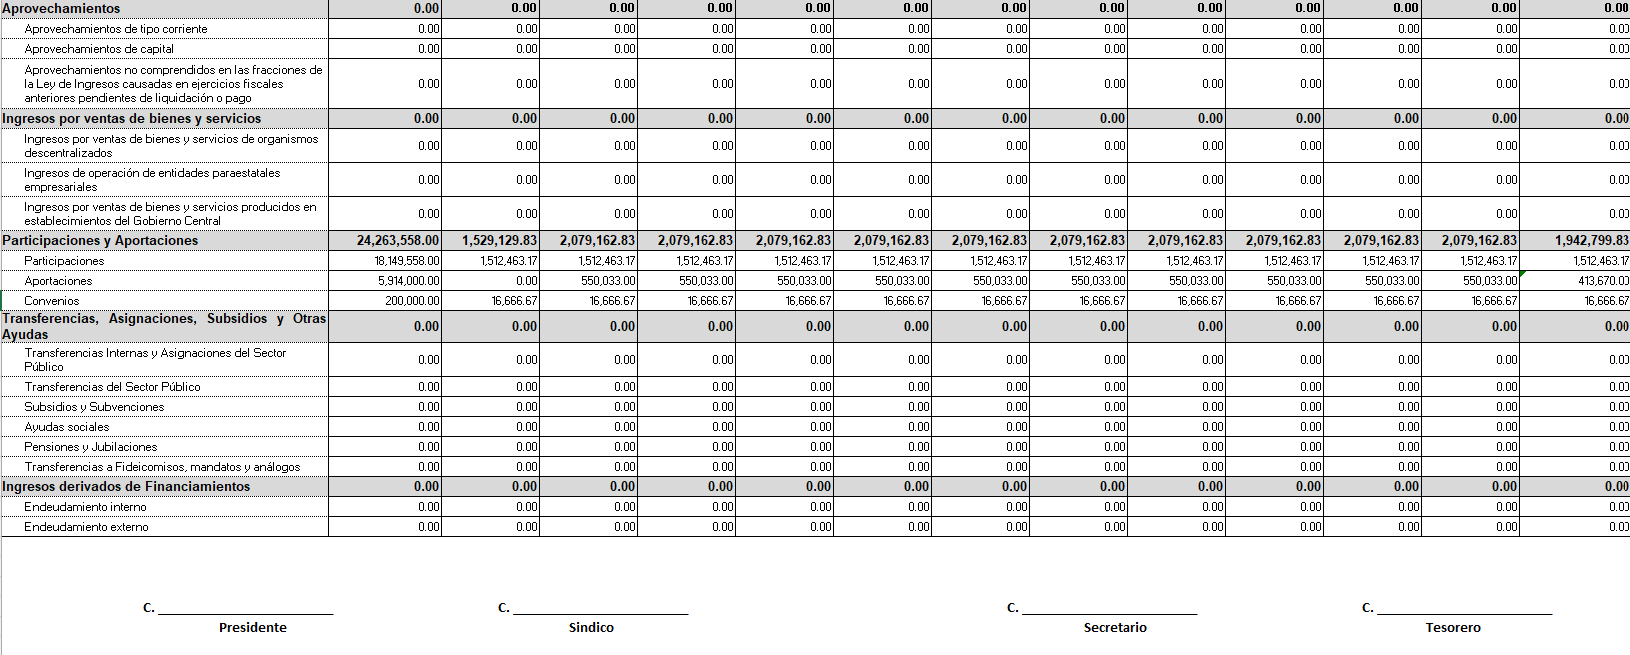 Aprovechamientos 0.00 0.00 0.00 0.00 0.00 0.00 0.00 0.00 0.00 0.00 0.00 0.00 0.00
Aprovechamientos de tipo corriente 0.00 0.00 0.00 0.00 0.00 0.00 0.00 0.00 0.00 0.00 0.00 0.00 0.00
Aprovechamientos de capital 0.00 0.00 0.00 0.00 0.00 0.00 0.00 0.00 0.00 0.00 0.00 0.00 0.00
Aprovechamientos no comprendidos en las fracciones de
la Ley de Ingresos causadas en ejercicios fiscales 0.00 0.00 0.00 0.00 0.00 0.00 0.00 0.00 0.00 0.00 0.00 0.00 0.00
anteriores pendientes de liquidación o pago
Ingresos por ventas de bienes y servicios 0.00 0.00 0.00 0.00 0.00 0.00 0.00 0.00 0.00 0.00 0.00 0.00 0.00
Ingresos por ventas de bienes y servicios de organismos
descentralizados 0.00 0.00 0.00 0.00 0.00 0.00 0.00 0.00 0.00 0.00 0.00 0.00 0.00
Ingresos de operación de entidades paraestatales
empresariales 0.00 0.00 0.00 0.00 0.00 0.00 0.00 0.00 0.00 0.00 0.00 0.00 0.00
Ingresos por ventas de bienes y servicios producidos en
establecimientos del Gobierno Central 0.00 0.00 0.00 0.00 0.00 0.00 0.00 0.00 0.00 0.00 0.00 0.00 0.00
Participaciones y Aportaciones 24,263,558.00 1,529,129.83 2,079,162.83 2,079,162.83 2,079,162.83 2,079,162.83 2,079,162.83 2,079,162.83 2,079,162.83 2,079,162.83 2,079,162.83 2,079,162.83 1,942,799.83
Participaciones 18,149,558.00 1,512,463.17 1,512,463.17 1,512,463.17 1,512,463.17 1,512,463.17 1,512,463.17 1,512,463.17 1,512,463.17 1,512,463.17 1,512,463.17 1,512,463.17 1,512,463.17
Aportaciones 5,914,000.00 0.00 550,033.00 550,033.00 550,033.00 550,033.00 550,033.00 550,033.00 550,033.00 550,033.00 550,033.00 550,033.00 413,670.00
Convenios 200,000.00 16,666.67 16,666.67 16,666.67 16,666.67 16,666.67 16,666.67 16,666.67 16,666.67 16,666.67 16,666.67 16,666.67 16,666.67
Transferencias, Asignaciones, Subsidios y Otras
Ayudas 0.00 0.00 0.00 0.00 0.00 0.00 0.00 0.00 0.00 0.00 0.00 0.00 0.00
Transferencias Internas y Asignaciones del Sector
Público 0.00 0.00 0.00 0.00 0.00 0.00 0.00 0.00 0.00 0.00 0.00 0.00 0.00
Transferencias del Sector Público 0.00 0.00 0.00 0.00 0.00 0.00 0.00 0.00 0.00 0.00 0.00 0.00 0.00
Subsidios y Subvenciones 0.00 0.00 0.00 0.00 0.00 0.00 0.00 0.00 0.00 0.00 0.00 0.00 0.00
Ayudas sociales 0.00 0.00 0.00 0.00 0.00 0.00 0.00 0.00 0.00 0.00 0.00 0.00 0.00
Pensiones y Jubilaciones 0.00 0.00 0.00 0.00 0.00 0.00 0.00 0.00 0.00 0.00 0.00 0.00 0.00
Transferencias a Fideicomisos, mandatos y análogos 0.00 0.00 0.00 0.00 0.00 0.00 0.00 0.00 0.00 0.00 0.00 0.00 0.00
Ingresos derivados de Financiamientos 0.00 0.00 0.00 0.00 0.00 0.00 0.00 0.00 0.00 0.00 0.00 0.00 0.00
Endeudamiento interno 0.00 0.00 0.00 0.00 0.00 0.00 0.00 0.00 0.00 0.00 0.00 0.00 0.00
Endeudamiento externo 0.00 0.00 0.00 0.00 0.00 0.00 0.00 0.00 0.00 0.00 0.00 0.00 0.00
C. ________________________ C. ________________________ C. ________________________ C. ________________________
Presidente Sindico Secretario Tesorero